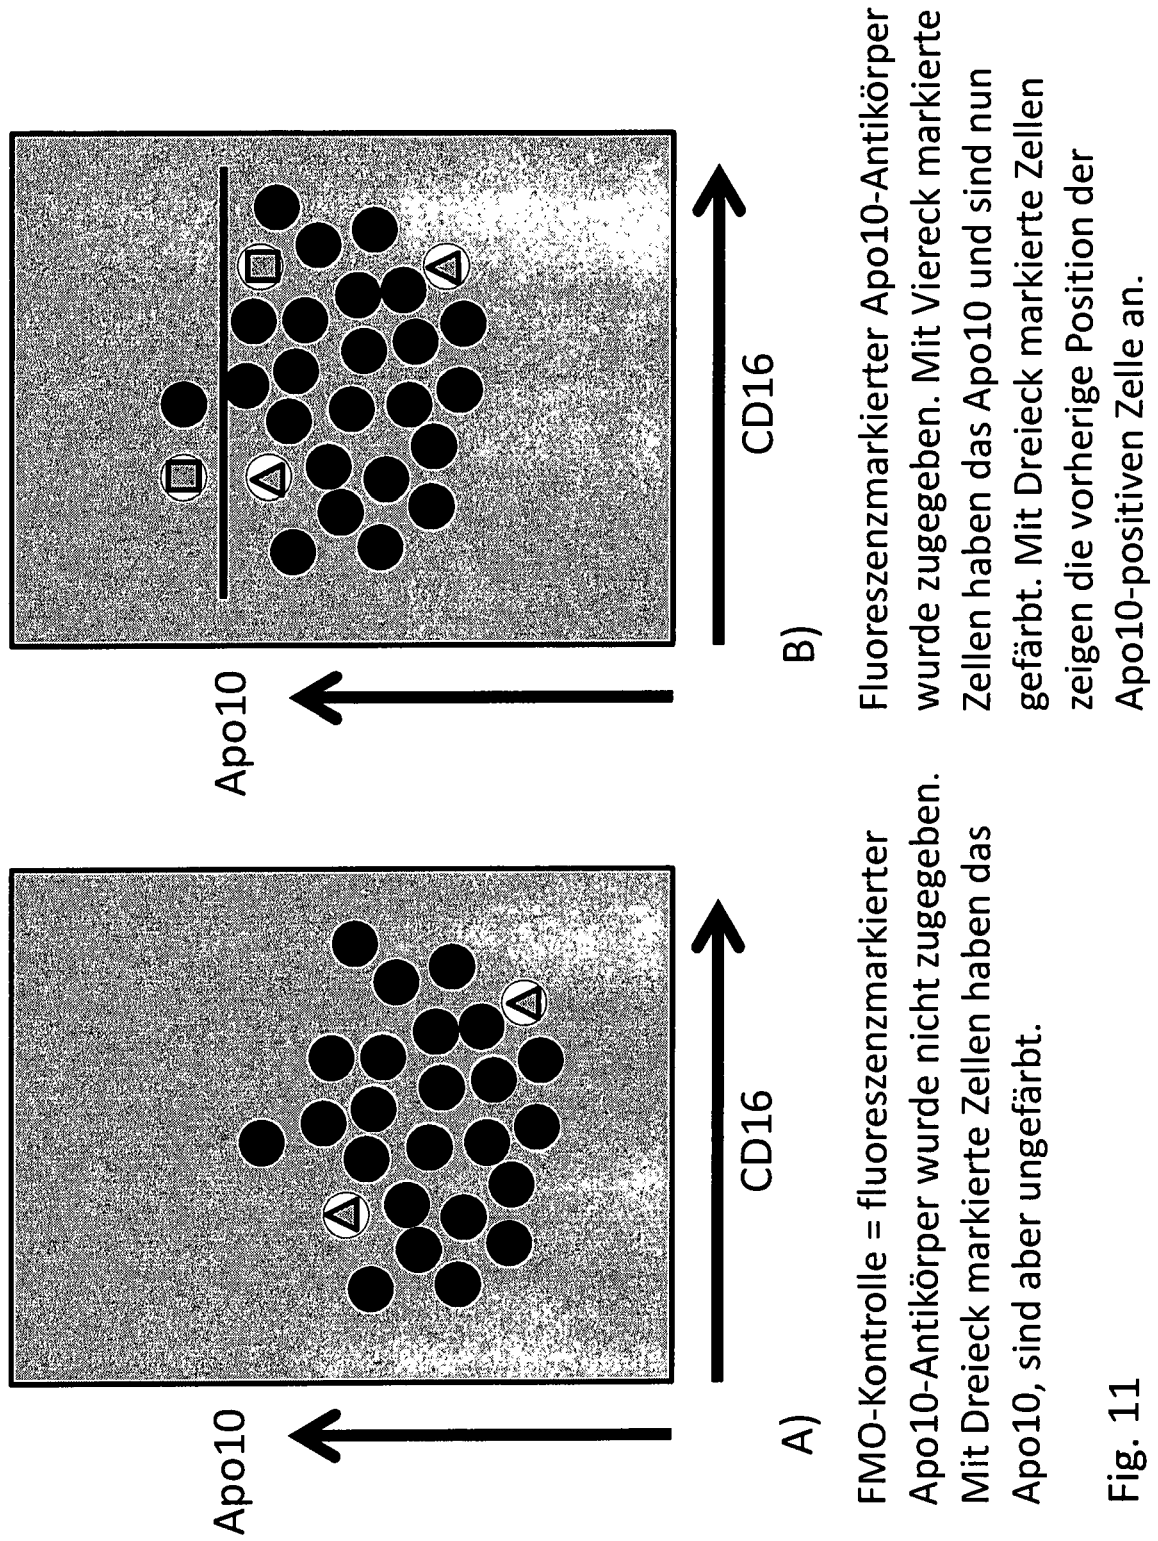 Apo10
CD16
A)
FMO-Kontrolle = fluoreszenzmarkierter
Apo10-Antikörper wurde nicht zugegeben.
Mit Dreieck markierte Zellen haben das
Apo10, sind aber ungefärbt.
Apo10
CD16
B)
Fluoreszenzmarkierter Apo10-Antikörper
wurde zugegeben. Mit Viereck markierte
Zellen haben das Apo10 und sind nun
gefärbt. Mit Dreieck markierte Zellen
zeigen die vorherige Position der
Apo10-positiven Zelle an.
Fig. 11